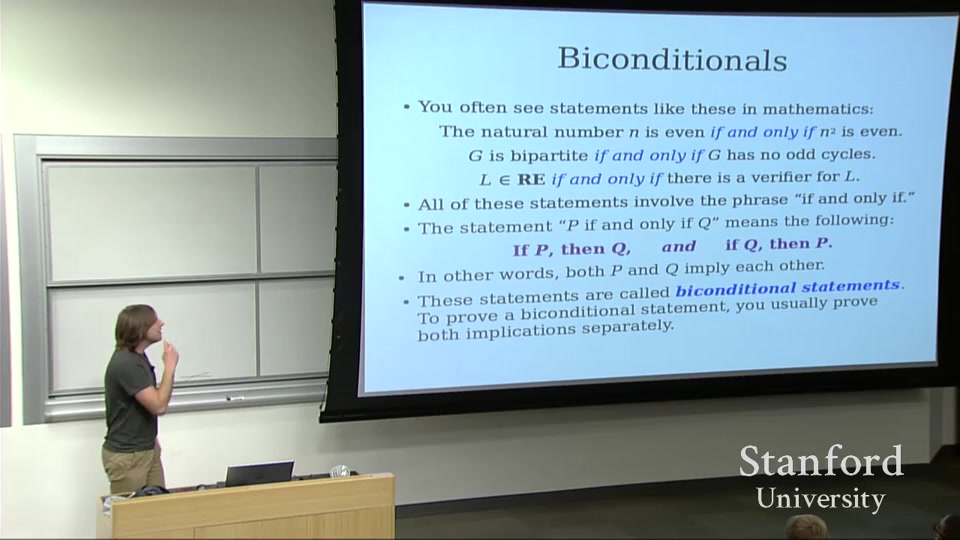 Biconditionals
• You often see statements like these in mathematics:
The natural number n is even if and only if n² is even.
G is bipartite if and only if G has no odd cycles.
L ∈ RE if and only if there is a verifier for L.
• All of these statements involve the phrase “if and only if.”
• The statement “P if and only if Q” means the following:
If P, then Q, and if Q, then P.
• In other words, both P and Q imply each other.
• These statements are called biconditional statements.
To prove a biconditional statement, you usually prove
both implications separately.
Stanford
University